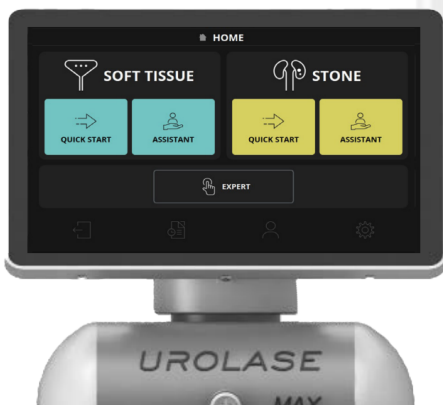 HOME
SOFT TISSUE
STONE
QUICK START
ASSISTANT
QUICK START
ASSISTANT
EXPERT
UROLASE
MAX